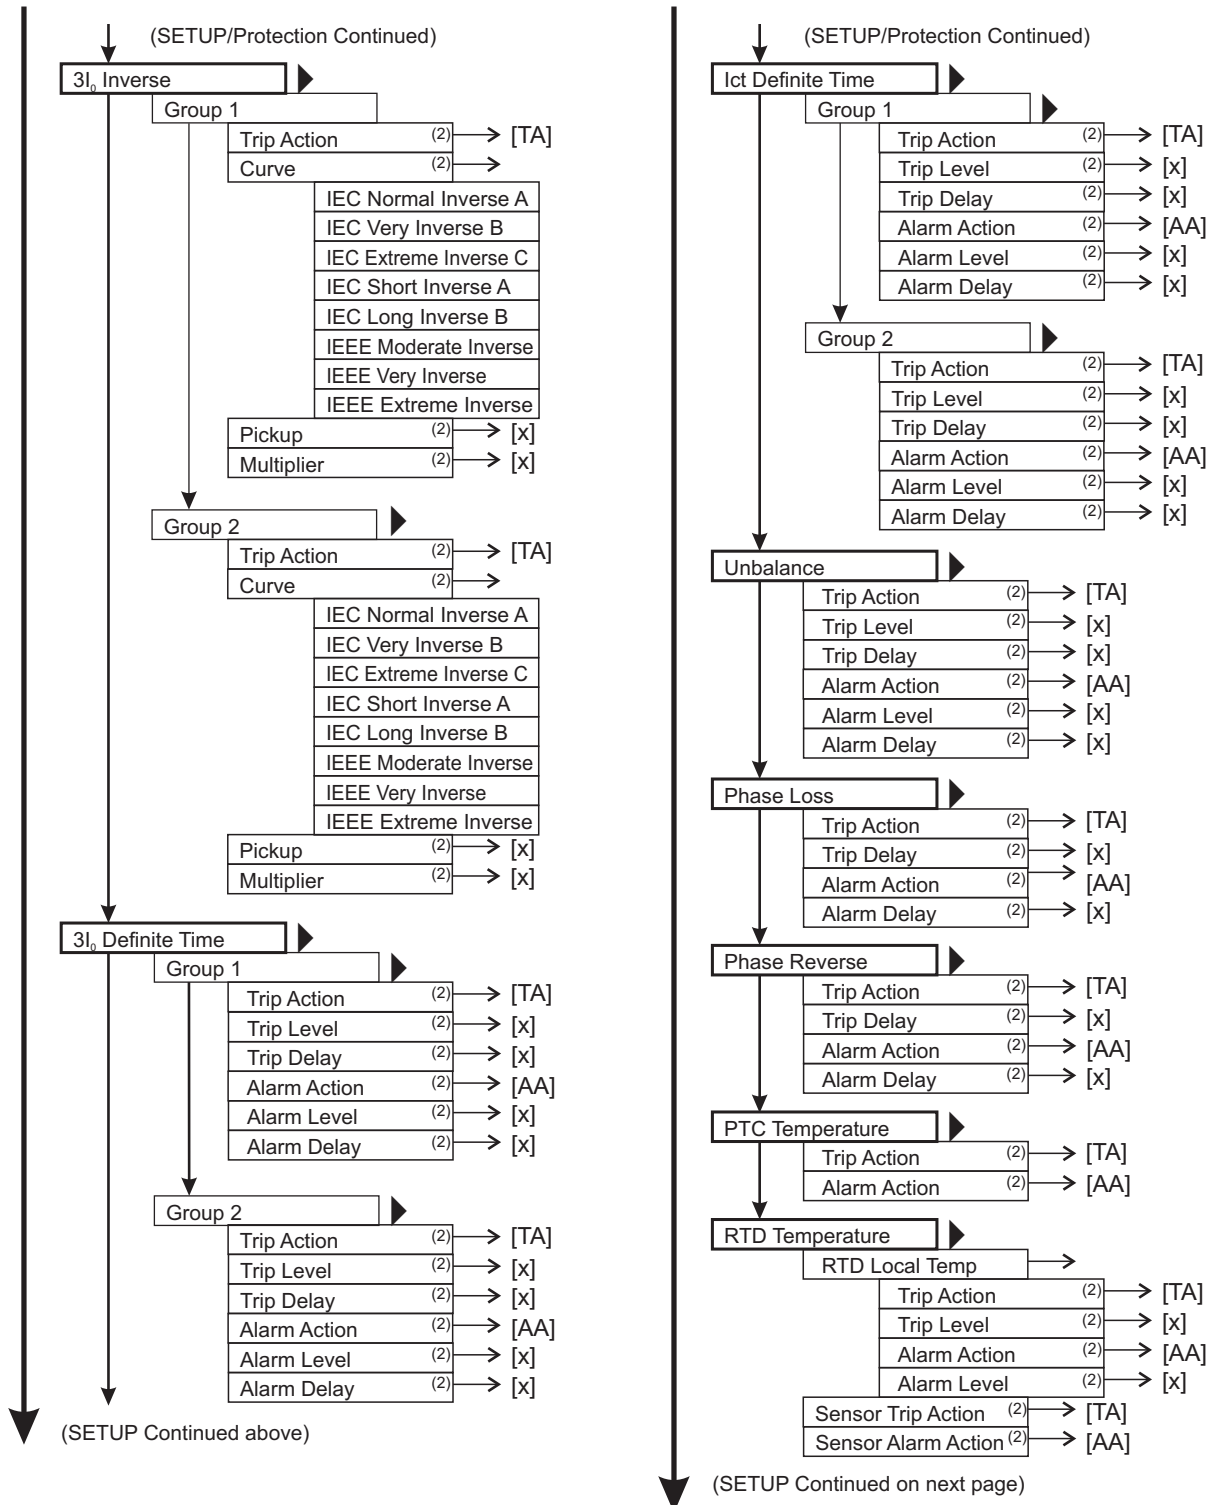 (SETUP/Protection Continued)
3I₀ Inverse
Group 1
Trip Action (2) [TA]
Curve (2)
IEC Normal Inverse A
IEC Very Inverse B
IEC Extreme Inverse C
IEC Short Inverse A
IEC Long Inverse B
IEEE Moderate Inverse
IEEE Very Inverse
IEEE Extreme Inverse
Pickup (2) [x]
Multiplier (2) [x]
Group 2
Trip Action (2) [TA]
Curve (2)
IEC Normal Inverse A
IEC Very Inverse B
IEC Extreme Inverse C
IEC Short Inverse A
IEC Long Inverse B
IEEE Moderate Inverse
IEEE Very Inverse
IEEE Extreme Inverse
Pickup (2) [x]
Multiplier (2) [x]
3I₀ Definite Time
Group 1
Trip Action (2) [TA]
Trip Level (2) [x]
Trip Delay (2) [x]
Alarm Action (2) [AA]
Alarm Level (2) [x]
Alarm Delay (2) [x]
Group 2
Trip Action (2) [TA]
Trip Level (2) [x]
Trip Delay (2) [x]
Alarm Action (2) [AA]
Alarm Level (2) [x]
Alarm Delay (2) [x]
(SETUP Continued above)
(SETUP/Protection Continued)
Ict Definite Time
Group 1
Trip Action (2) [TA]
Trip Level (2) [x]
Trip Delay (2) [x]
Alarm Action (2) [AA]
Alarm Level (2) [x]
Alarm Delay (2) [x]
Group 2
Trip Action (2) [TA]
Trip Level (2) [x]
Trip Delay (2) [x]
Alarm Action (2) [AA]
Alarm Level (2) [x]
Alarm Delay (2) [x]
Unbalance
Trip Action (2) [TA]
Trip Level (2) [x]
Trip Delay (2) [x]
Alarm Action (2) [AA]
Alarm Level (2) [x]
Alarm Delay (2) [x]
Phase Loss
Trip Action (2) [TA]
Trip Delay (2) [x]
Alarm Action (2) [AA]
Alarm Delay (2) [x]
Phase Reverse
Trip Action (2) [TA]
Trip Delay (2) [x]
Alarm Action (2) [AA]
Alarm Delay (2) [x]
PTC Temperature
Trip Action (2) [TA]
Alarm Action (2) [AA]
RTD Temperature
RTD Local Temp
Trip Action (2) [TA]
Trip Level (2) [x]
Alarm Action (2) [AA]
Alarm Level (2) [x]
Sensor Trip Action (2) [TA]
Sensor Alarm Action (2) [AA]
(SETUP Continued on next page)